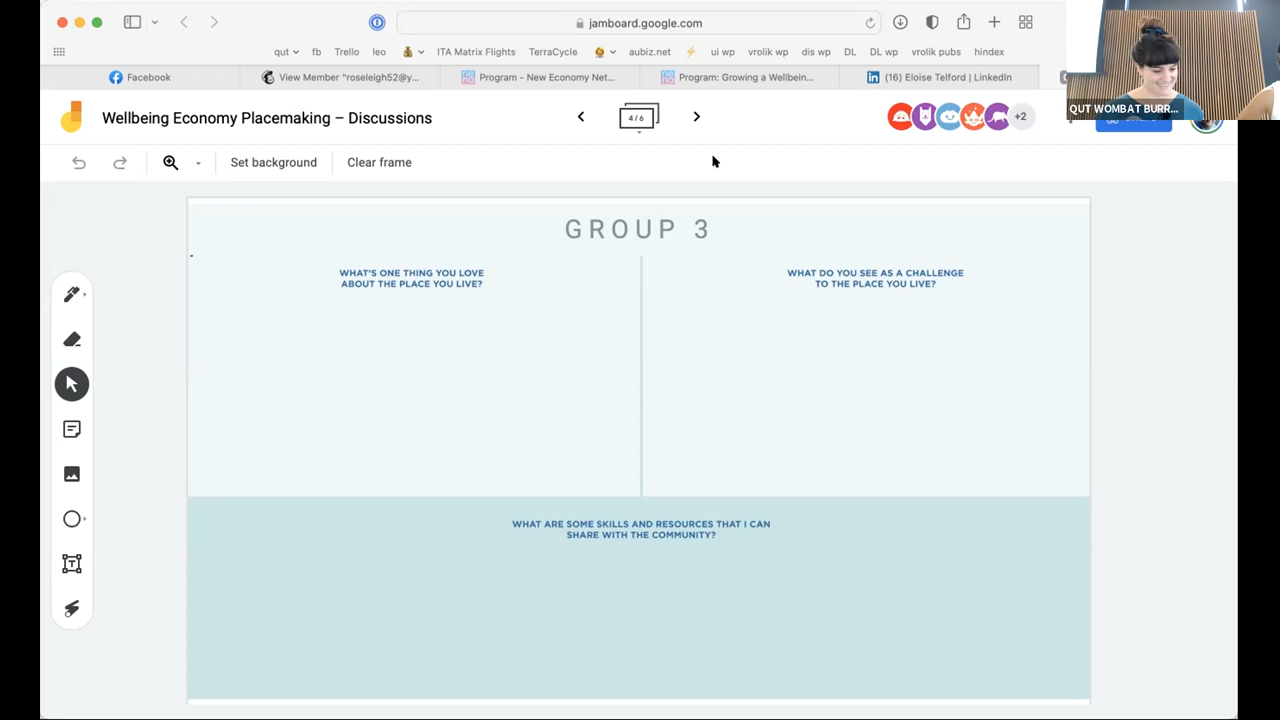 jamboard.google.com
qut
fb
Trello
leo
ITA Matrix Flights
TerraCycle
aubiz.net
ui wp
vrolik wp
dis wp
DL
DL wp
vrolik pubs
hindex
Facebook
View Member "roseleigh52@y...
Program - New Economy Net...
Program: Growing a Wellbein...
(16) Eloise Telford | LinkedIn
QUT WOMBAT BURR...
Wellbeing Economy Placemaking – Discussions
4/6
+2
Set background
Clear frame
GROUP 3
WHAT'S ONE THING YOU LOVE
ABOUT THE PLACE YOU LIVE?
WHAT DO YOU SEE AS A CHALLENGE
TO THE PLACE YOU LIVE?
WHAT ARE SOME SKILLS AND RESOURCES THAT I CAN
SHARE WITH THE COMMUNITY?